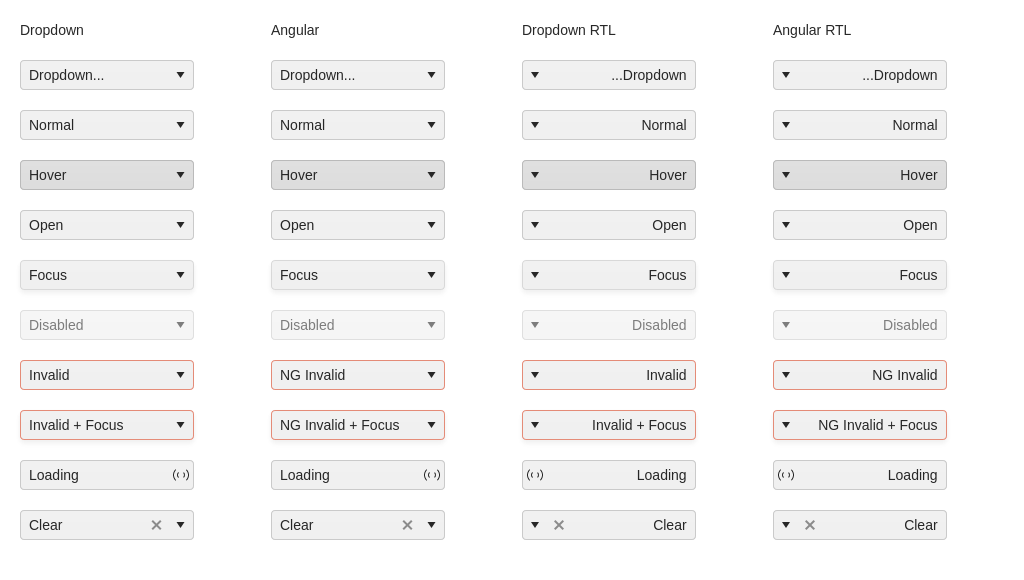 Dropdown Angular Dropdown RTL Angular RTL
Dropdown... Dropdown... ...Dropdown ...Dropdown
Normal Normal Normal Normal
Hover Hover Hover Hover
Open Open Open Open
Focus Focus Focus Focus
Disabled Disabled Disabled Disabled
Invalid NG Invalid Invalid NG Invalid
Invalid + Focus NG Invalid + Focus Invalid + Focus NG Invalid + Focus
Loading Loading Loading Loading
Clear Clear Clear Clear